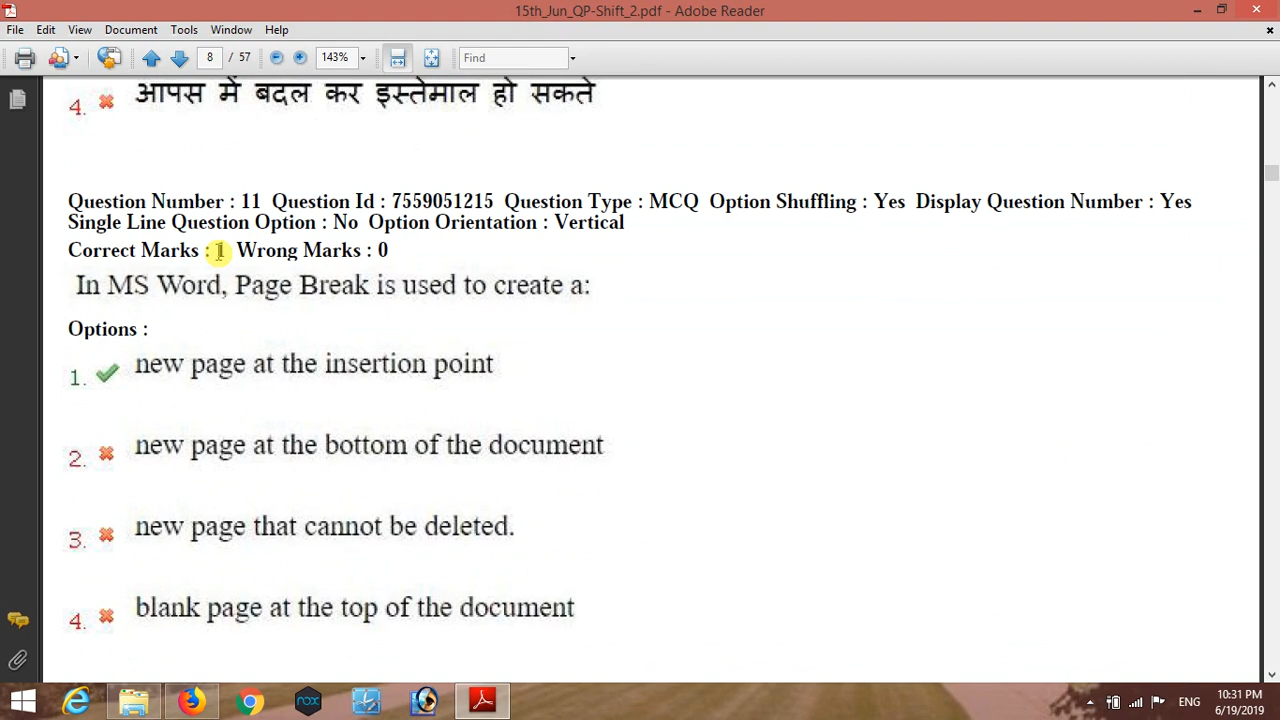 15th_Jun_QP-Shift_2.pdf - Adobe Reader
File Edit View Document Tools Window Help
8 / 57 143% Find
4. आपस में बदल कर इस्तेमाल हो सकते
Question Number : 11 Question Id : 7559051215 Question Type : MCQ Option Shuffling : Yes Display Question Number : Yes
Single Line Question Option : No Option Orientation : Vertical
Correct Marks : 1 Wrong Marks : 0
In MS Word, Page Break is used to create a:
Options :
1. new page at the insertion point
2. new page at the bottom of the document
3. new page that cannot be deleted.
4. blank page at the top of the document
nox
ENG
10:31 PM
6/19/2019